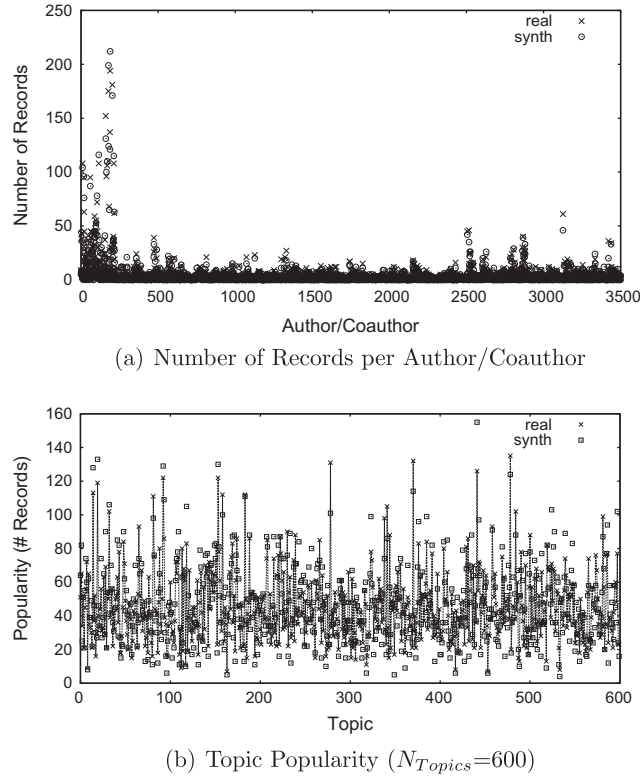 250
200
150
100
50
0
Number of Records
real ×
synth ⊙
0 500 1000 1500 2000 2500 3000 3500
Author/Coauthor
(a) Number of Records per Author/Coauthor
160
140
120
100
80
60
40
20
0
Popularity (# Records)
real
synth
0 100 200 300 400 500 600
Topic
(b) Topic Popularity (N_Topics=600)